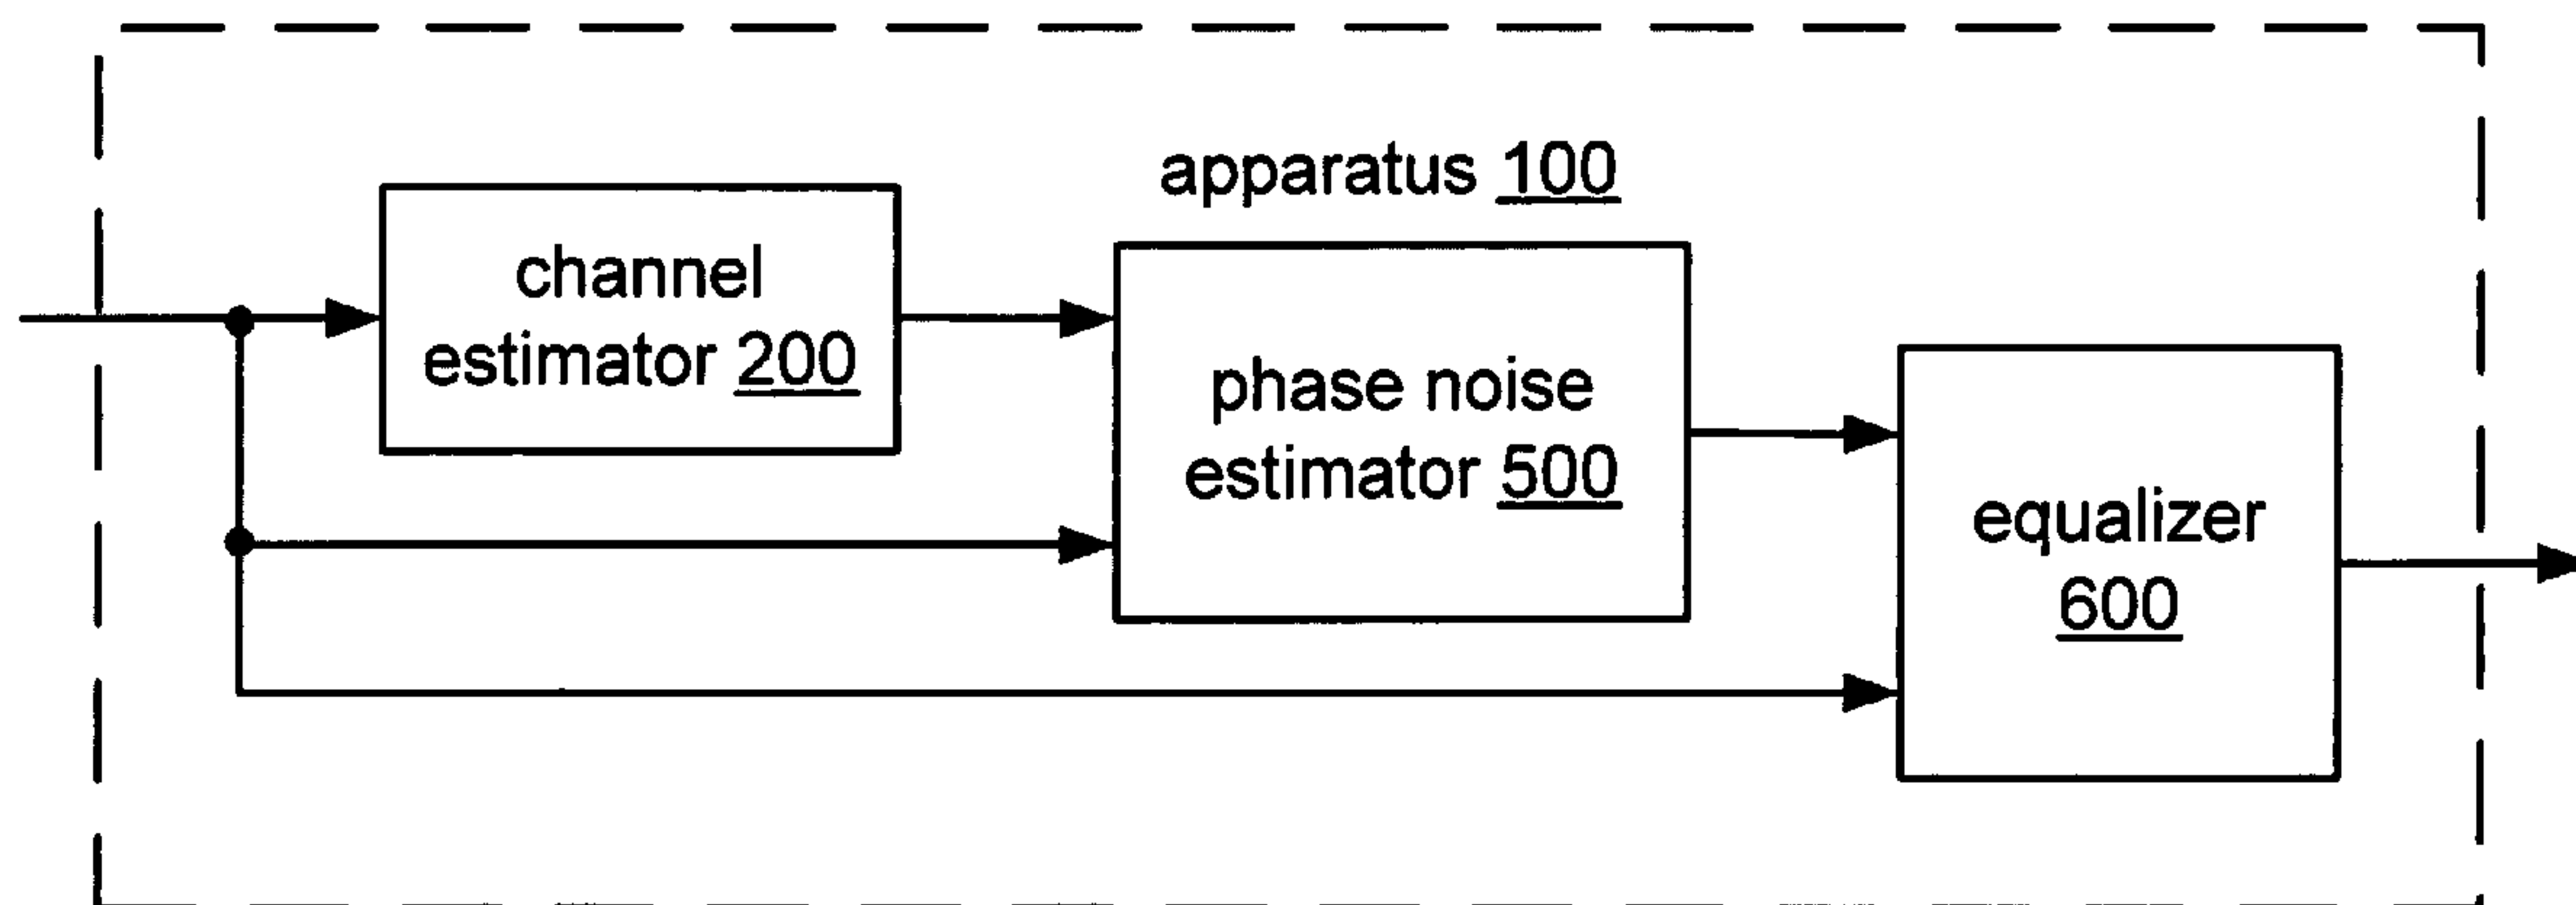 apparatus 100
channel
estimator 200
phase noise
estimator 500
equalizer
600